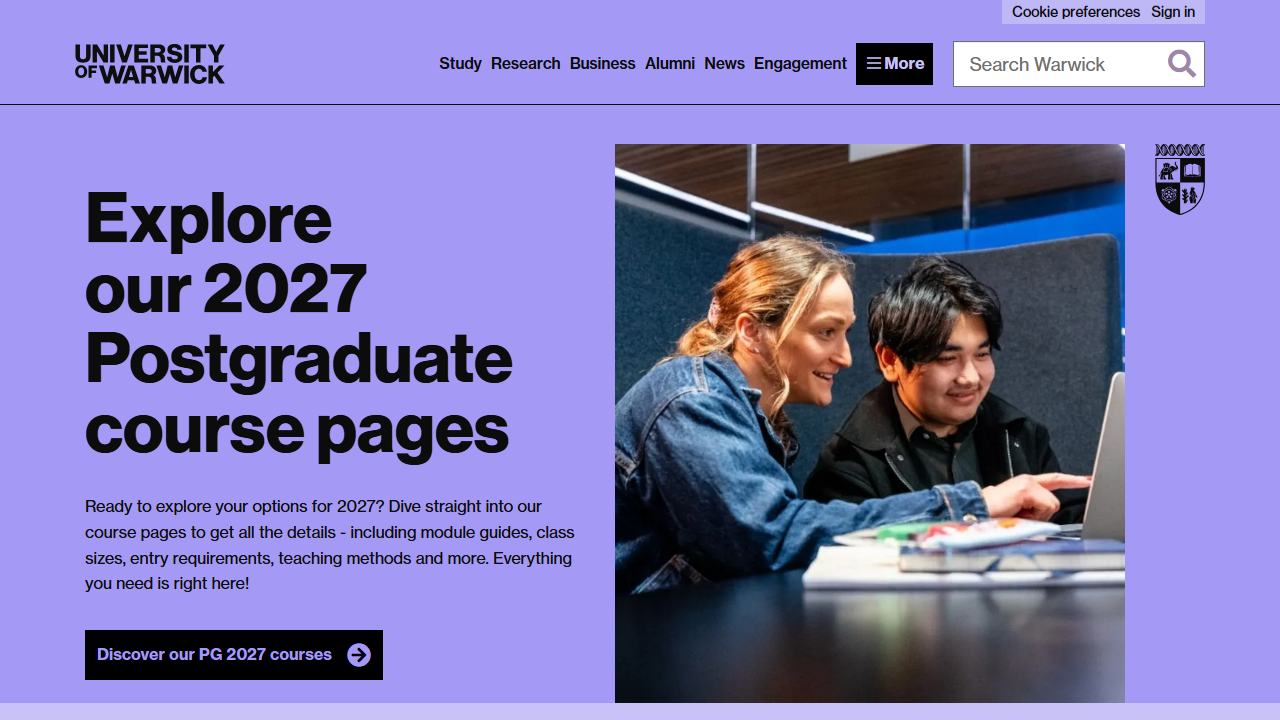 Cookie preferences Sign in
UNIVERSITY
OF WARWICK
Study Research Business Alumni News Engagement More
Search Warwick
Explore
our 2027
Postgraduate
course pages
Ready to explore your options for 2027? Dive straight into our
course pages to get all the details - including module guides, class
sizes, entry requirements, teaching methods and more. Everything
you need is right here!
Discover our PG 2027 courses